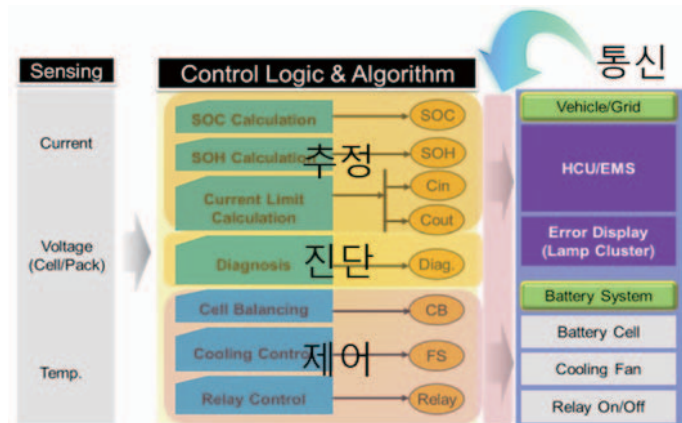 통신
Sensing
Control Logic & Algorithm
Current
Voltage
(Cell/Pack)
Temp.
SOC Calculation
SOC
SOH Calculation
SOH
추정
Current Limit
Calculation
Cin
Cout
Diagnosis
진단
Diag.
Cell Balancing
CB
Cooling Control
제어
FS
Relay Control
Relay
Vehicle/Grid
HCU/EMS
Error Display
(Lamp Cluster)
Battery System
Battery Cell
Cooling Fan
Relay On/Off